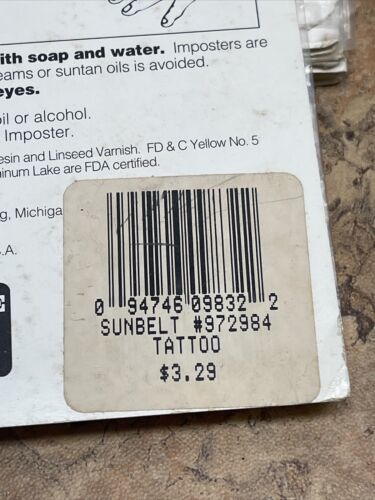 ith soap and water. Imposters are
eams or suntan oils is avoided.
eyes.
oil or alcohol.
Imposter.
esin and Linseed Varnish. FD & C Yellow No. 5
inum Lake are FDA certified.
g, Michiga
.A.
0 94746 09832 2
SUNBELT #972984
TATTOO
$3.29